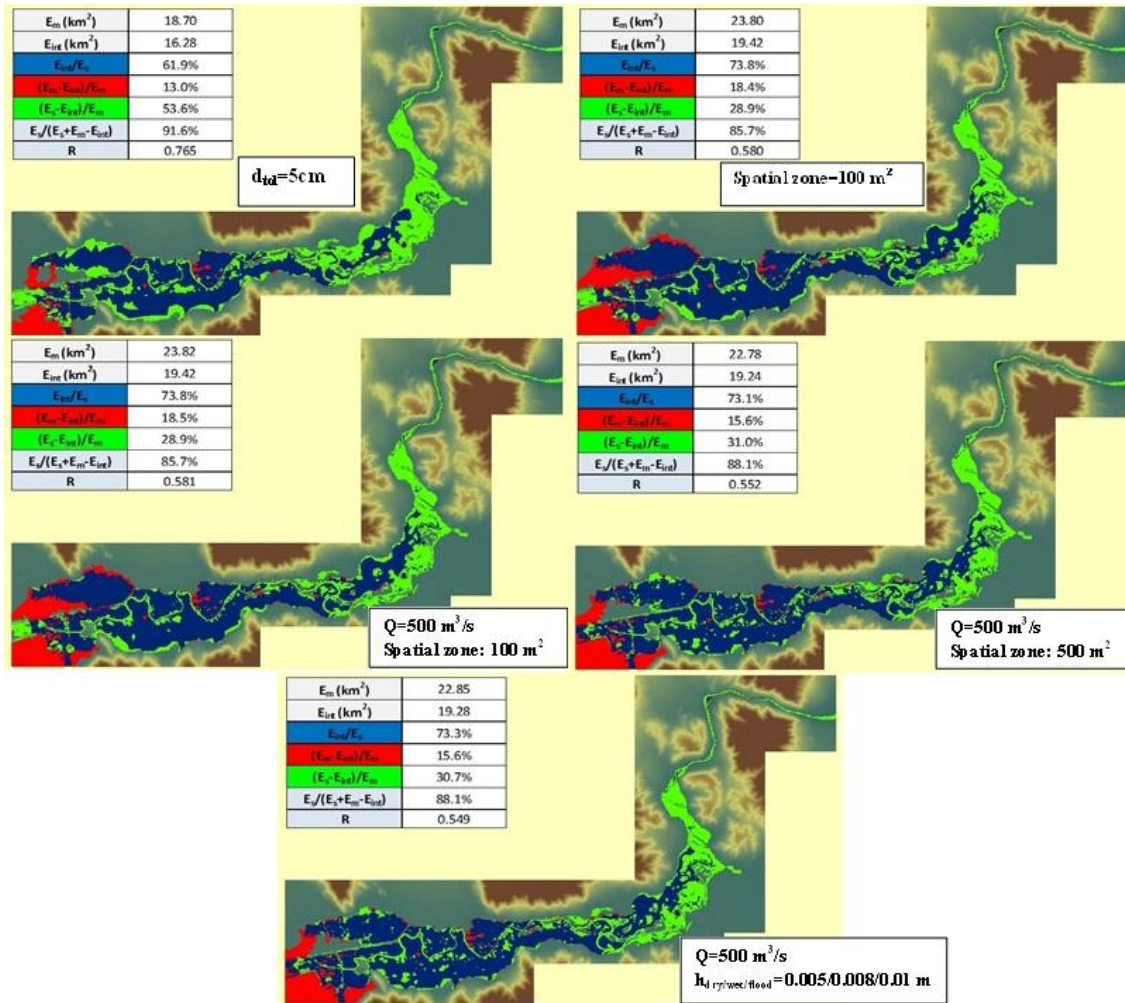 Eₘ (km²) 18.70
Eᵢₙₜ (km²) 16.28
Eᵢₙₜ/Eₛ 61.9%
(Eₘ-Eᵢₙₜ)/Eₘ 13.0%
(Eₛ-Eᵢₙₜ)/Eₘ 53.6%
Eₛ/(Eₛ+Eₘ-Eᵢₙₜ) 91.6%
R 0.765
=5cm
Eₘ (km²) 23.80
Eᵢₙₜ (km²) 19.42
Eᵢₙₜ/Eₛ 73.8%
(Eₘ-Eᵢₙₜ)/Eₘ 18.4%
(Eₛ-Eᵢₙₜ)/Eₘ 28.9%
Eₛ/(Eₛ+Eₘ-Eᵢₙₜ) 85.7%
R 0.580
Spatial zone=100 m²
Eₘ (km²) 23.82
Eᵢₙₜ (km²) 19.42
Eᵢₙₜ/Eₛ 73.8%
(Eₘ-Eᵢₙₜ)/Eₘ 18.5%
(Eₛ-Eᵢₙₜ)/Eₘ 28.9%
Eₛ/(Eₛ+Eₘ-Eᵢₙₜ) 85.7%
R 0.581
Q=500 m³/s
Spatial zone: 100 m²
Eₘ (km²) 22.78
Eᵢₙₜ (km²) 19.24
Eᵢₙₜ/Eₛ 73.1%
(Eₘ-Eᵢₙₜ)/Eₘ 15.6%
(Eₛ-Eᵢₙₜ)/Eₘ 31.0%
Eₛ/(Eₛ+Eₘ-Eᵢₙₜ) 88.1%
R 0.552
Q=500 m³/s
Spatial zone: 500 m²
Eₘ (km²) 22.85
Eᵢₙₜ (km²) 19.28
Eᵢₙₜ/Eₛ 73.3%
(Eₘ-Eᵢₙₜ)/Eₘ 15.6%
(Eₛ-Eᵢₙₜ)/Eₘ 30.7%
Eₛ/(Eₛ+Eₘ-Eᵢₙₜ) 88.1%
R 0.549
Q=500 m³/s
h dry/wet/flood=0.005/0.008/0.01 m